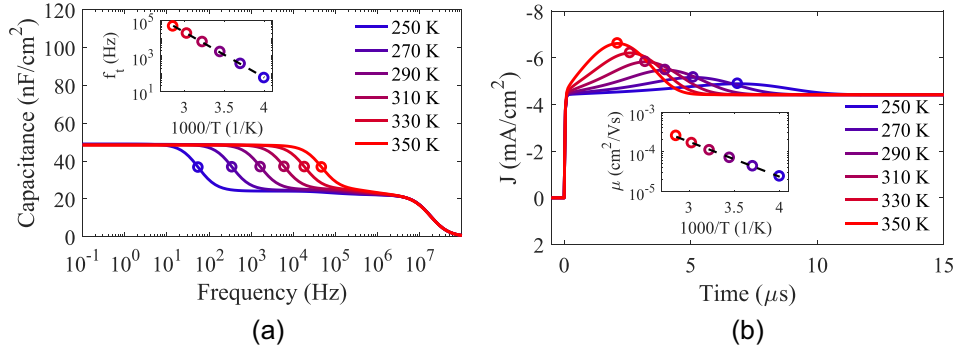 (a)
Capacitance (nF/cm²)
120
100
80
60
40
20
0
10⁻¹ 10⁰ 10¹ 10² 10³ 10⁴ 10⁵ 10⁶ 10⁷
Frequency (Hz)
250 K
270 K
290 K
310 K
330 K
350 K
f_t (Hz)
10⁵
10³
10¹
3 3.5 4
1000/T (1/K)
(a)
(b)
J (mA/cm²)
-8
-6
-4
-2
0
2
0 5 10 15
Time (μs)
250 K
270 K
290 K
310 K
330 K
350 K
μ (cm²/Vs)
10⁻³
10⁻⁴
10⁻⁵
3 3.5 4
1000/T (1/K)
(b)